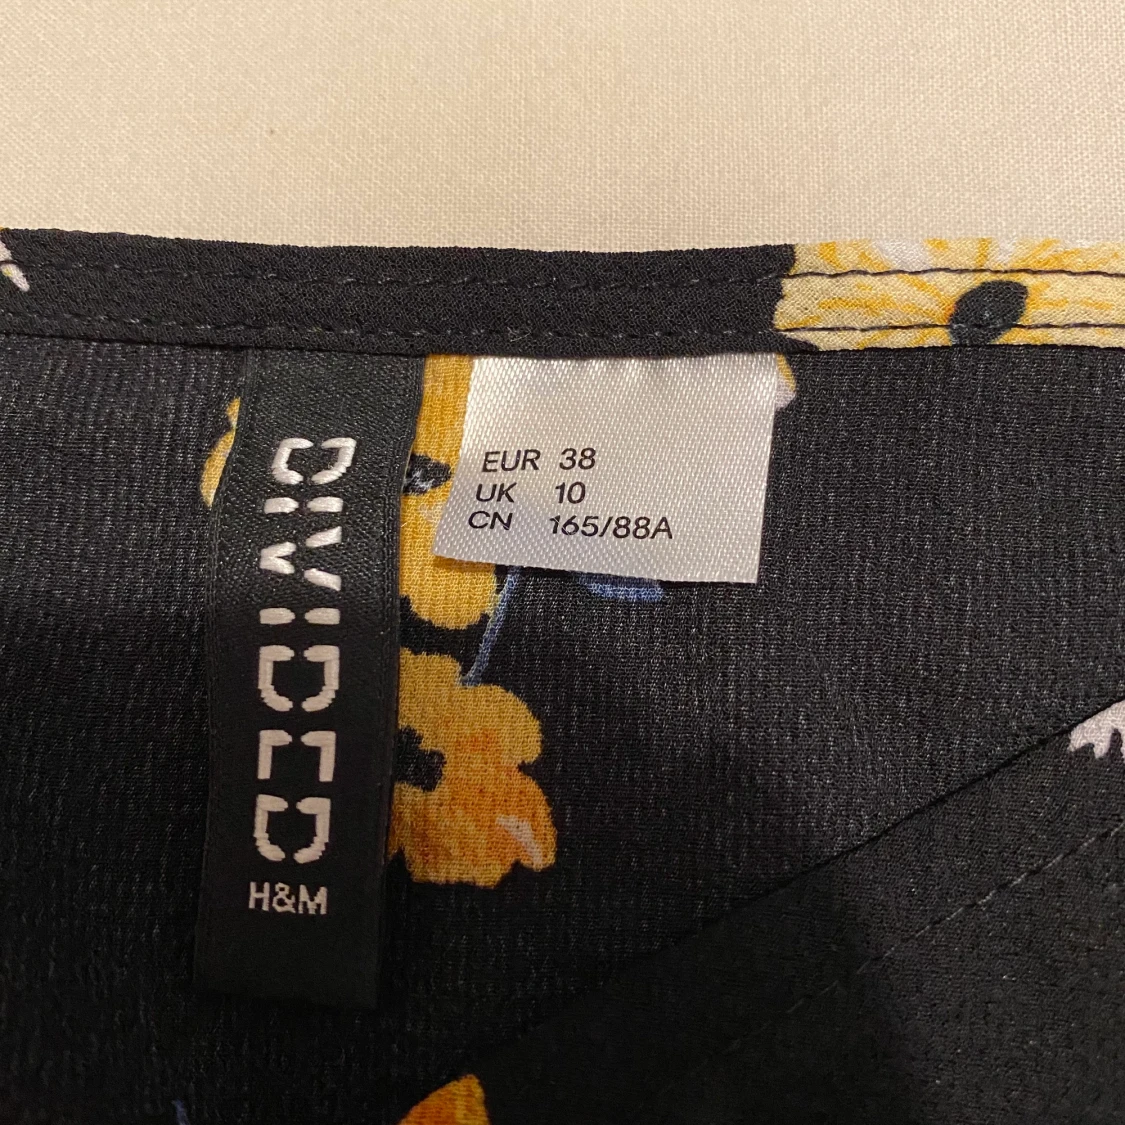 DIVIDED
H&M
EUR 38
UK 10
CN 165/88A